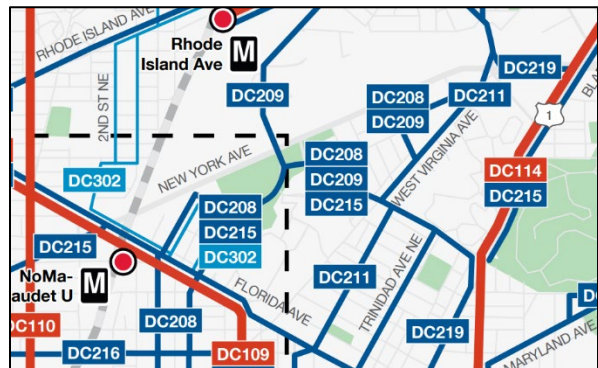 RHODE ISLAND AVE
Rhode
Island Ave
M
2ND ST NE
DC209
DC208
DC209
DC211
DC219
1
NEW YORK AVE
WEST VIRGINIA AVE
DC302
DC208
DC209
DC215
DC114
DC215
DC208
DC215
DC302
DC215
NoMa-
audet U
M
FLORIDA AVE
DC211
TRINIDAD AVE NE
DC110
DC208
DC219
DC216
DC109
MARYLAND AVE